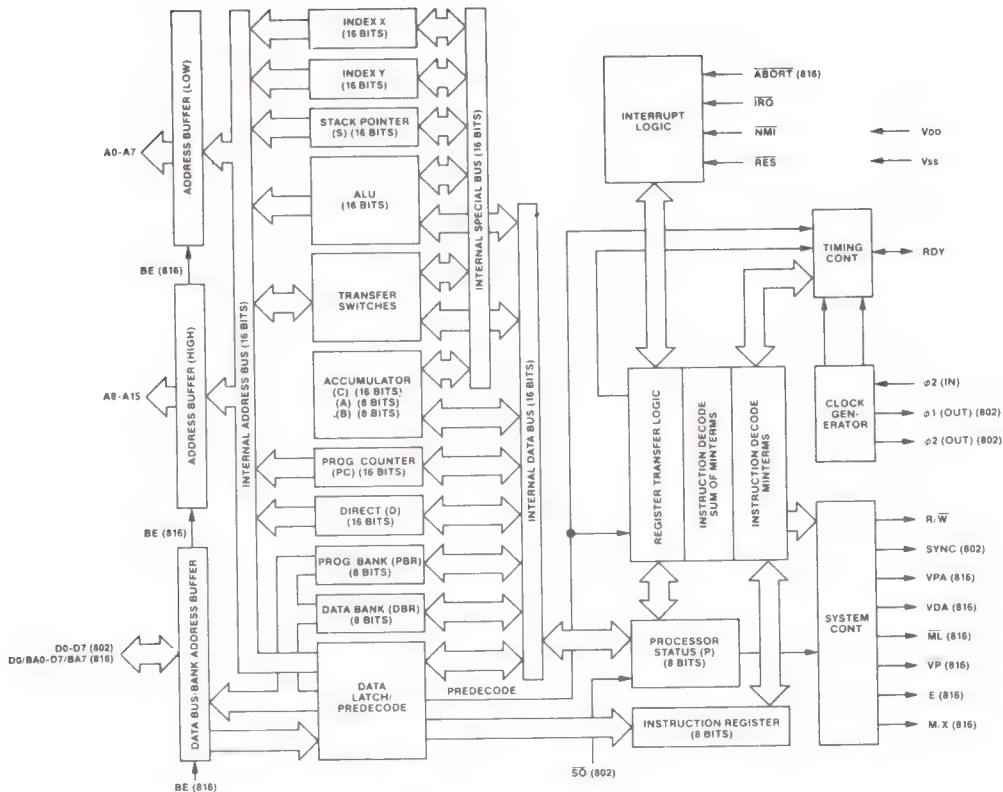 INDEX X
(16 BITS)
INDEX Y
(16 BITS)
STACK POINTER
(S) (16 BITS)
ALU
(16 BITS)
TRANSFER
SWITCHES
ACCUMULATOR
(C) (16 BITS)
(A) (8 BITS)
(B) (8 BITS)
PROG COUNTER
(PC) (16 BITS)
DIRECT (D)
(16 BITS)
PROG BANK (PBR)
(8 BITS)
DATA BANK (DBR)
(8 BITS)
DATA
LATCH/
PREDECODE
PREDECODE
ADDRESS BUFFER (LOW)
A0-A7
BE (816)
ADDRESS BUFFER (HIGH)
A8-A15
BE (816)
DATA BUS/BANK ADDRESS BUFFER
D0-D7 (802)
D0/BA0-D7/BA7 (816)
BE (816)
INTERNAL ADDRESS BUS (16 BITS)
INTERNAL SPECIAL BUS (16 BITS)
INTERNAL DATA BUS (16 BITS)
INTERRUPT
LOGIC
ABORT (816)
IRQ
NMI
RES
VDD
VSS
TIMING
CONT
RDY
CLOCK
GEN-
ERATOR
φ2 (IN)
φ1 (OUT) (802)
φ2 (OUT) (802)
REGISTER TRANSFER LOGIC
INSTRUCTION DECODE
SUM OF MINTERMS
INSTRUCTION DECODE
MINTERMS
PROCESSOR
STATUS (P)
(8 BITS)
INSTRUCTION REGISTER
(8 BITS)
SO (802)
SYSTEM
CONT
R/W
SYNC (802)
VPA (816)
VDA (816)
ML (816)
VP (816)
E (816)
M/X (816)